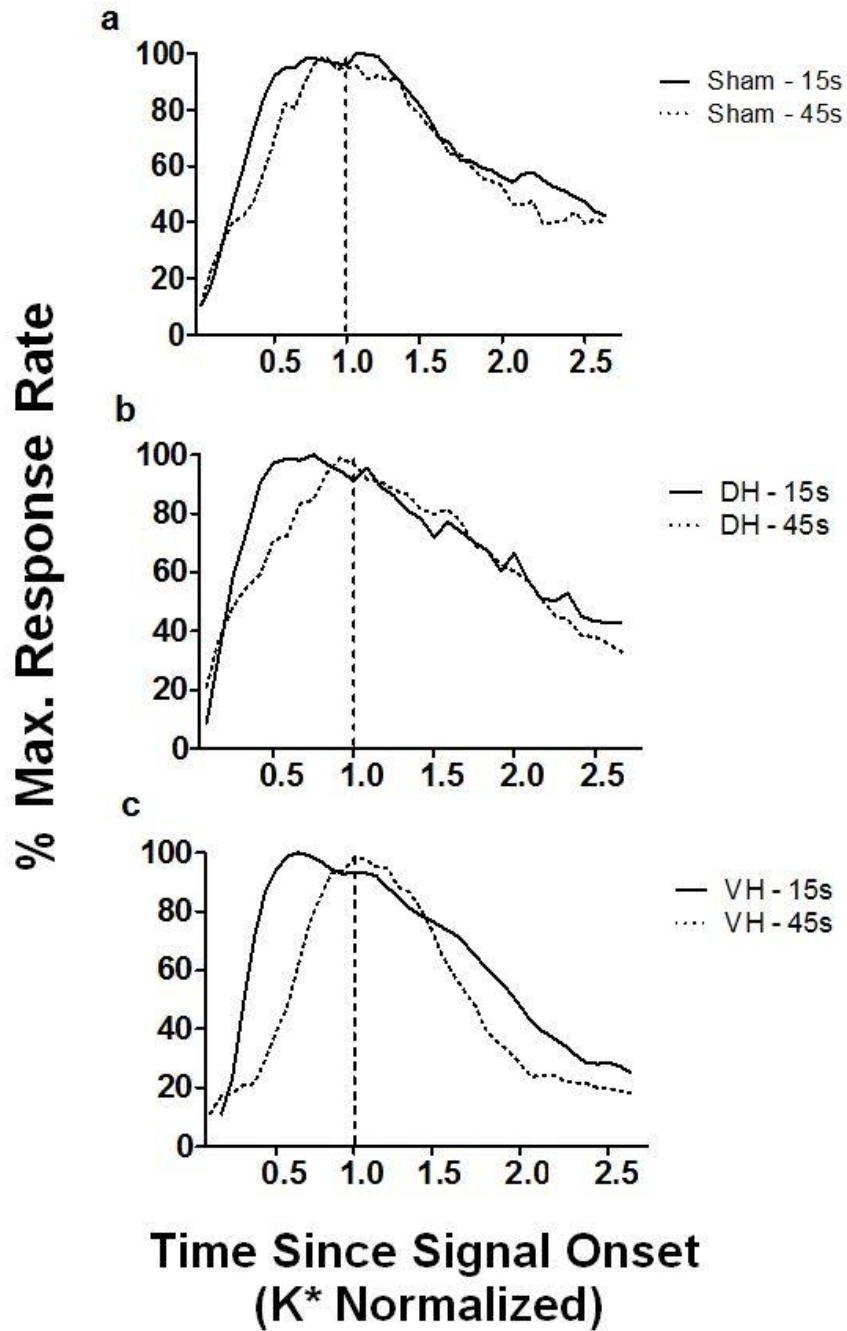 a
100
80
60
40
20
0
0.5 1.0 1.5 2.0 2.5
Sham - 15s
Sham - 45s
b
100
80
60
40
20
0
0.5 1.0 1.5 2.0 2.5
DH - 15s
DH - 45s
c
100
80
60
40
20
0
0.5 1.0 1.5 2.0 2.5
VH - 15s
VH - 45s
% Max. Response Rate
Time Since Signal Onset
(K* Normalized)